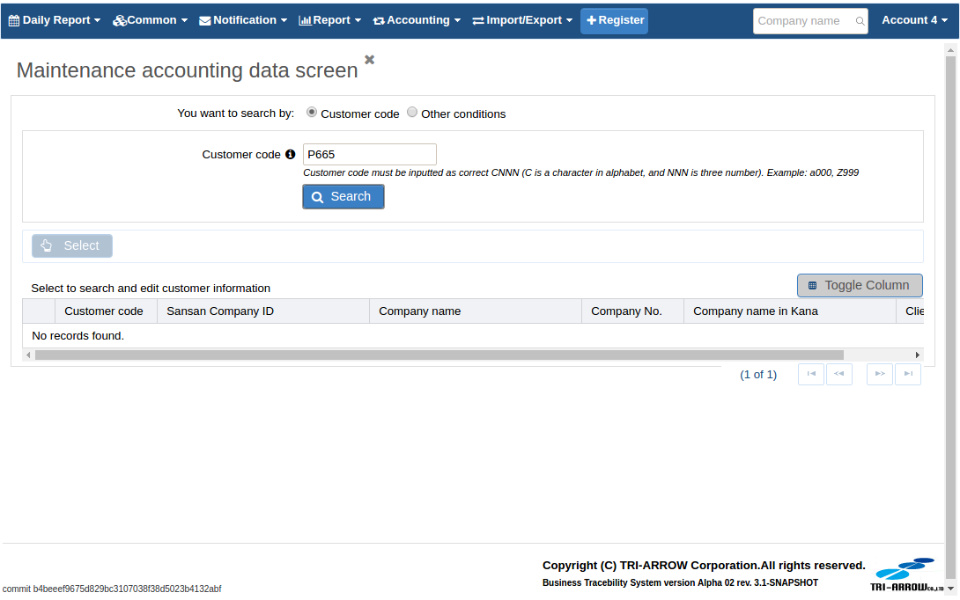 Daily Report Common Notification Report Accounting Import/Export Register Company name Account 4
Maintenance accounting data screen
You want to search by: Customer code Other conditions
Customer code P665
Customer code must be inputted as correct CNNN (C is a character in alphabet, and NNN is three number). Example: a000, Z999
Search
Select
Select to search and edit customer information Toggle Column
Customer code Sansan Company ID Company name Company No. Company name in Kana Clie
No records found.
(1 of 1)
Copyright (C) TRI-ARROW Corporation.All rights reserved.
Business Tracebility System version Alpha 02 rev. 3.1-SNAPSHOT
TRI-ARROW
commit b4beeef9675d829bc3107038f38d5023b4132abf